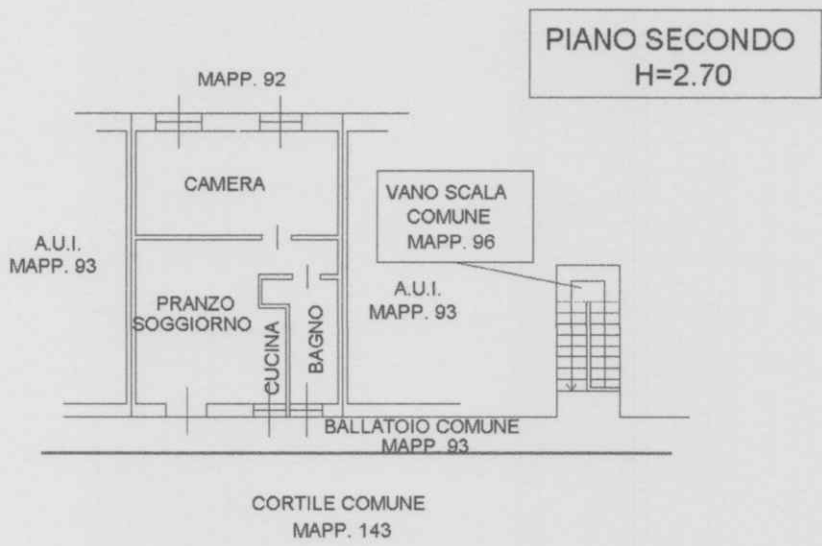 PIANO SECONDO
H=2.70
MAPP. 92
CAMERA
VANO SCALA
COMUNE
MAPP. 96
A.U.I.
MAPP. 93
A.U.I.
MAPP. 93
PRANZO
SOGGIORNO
CUCINA
BAGNO
BALLATOIO COMUNE
MAPP. 93
CORTILE COMUNE
MAPP. 143